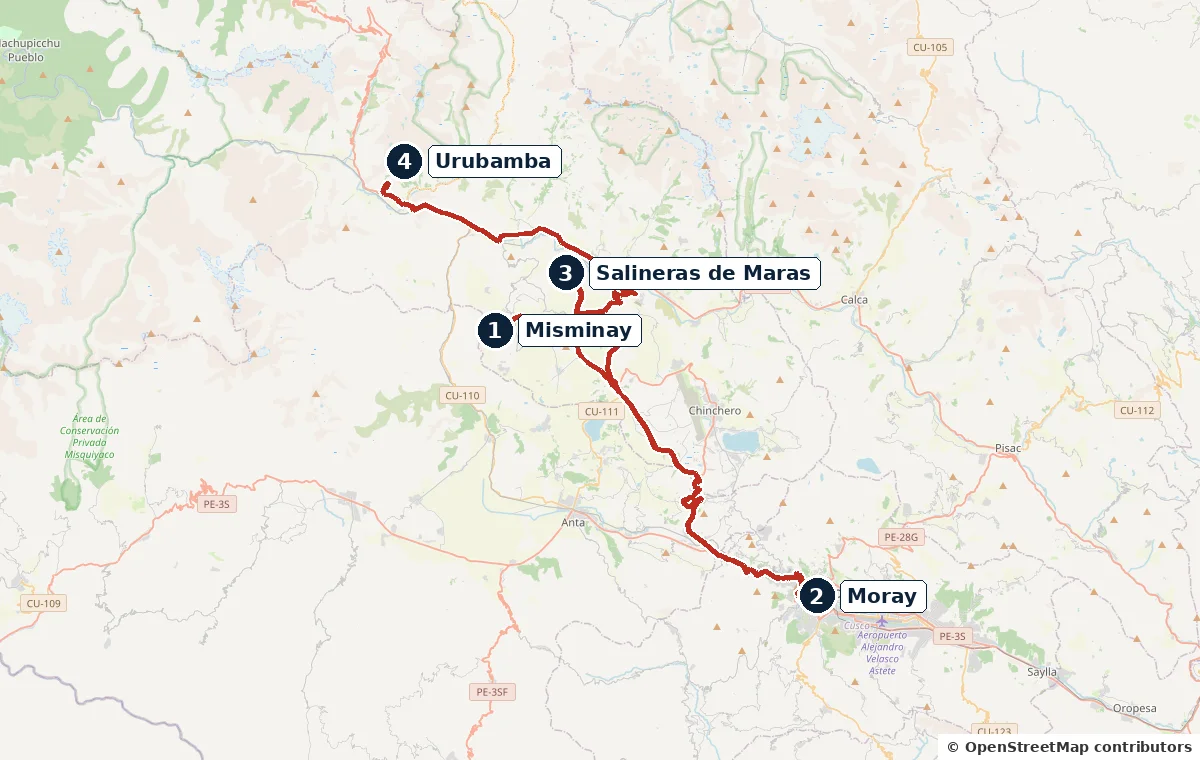 achupicchu
Pueblo
CU-105
4
Urubamba
3
Salineras de Maras
Calca
1
Misminay
CU-110
CU-111
Chinchero
CU-112
Área de
Conservación
Privada
Misquiyaco
Pisac
PE-3S
Anta
PE-28G
CU-109
2
Moray
Cusco
Aeropuerto
Alejandro
Velasco
Astete
PE-3S
Saylla
PE-3SF
Oropesa
CU-123
© OpenStreetMap contributors